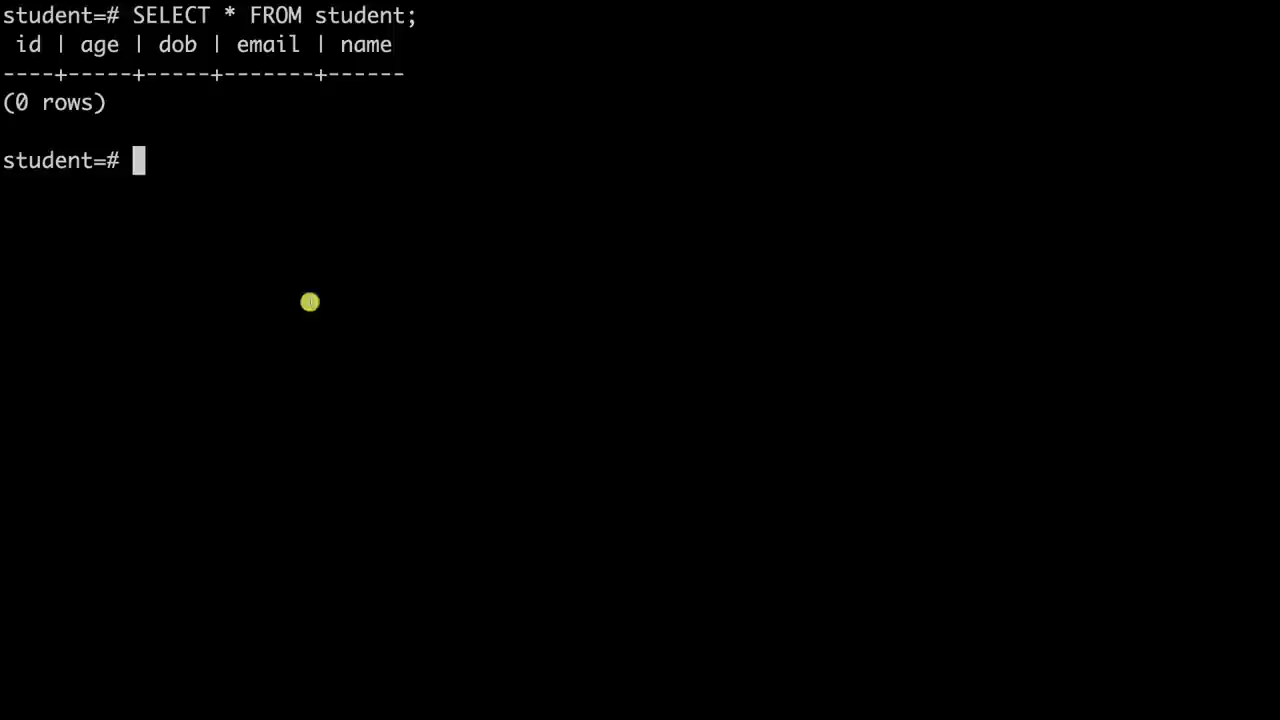 student=# SELECT * FROM student;
 id | age | dob | email | name
----+-----+-----+-------+------
(0 rows)

student=#